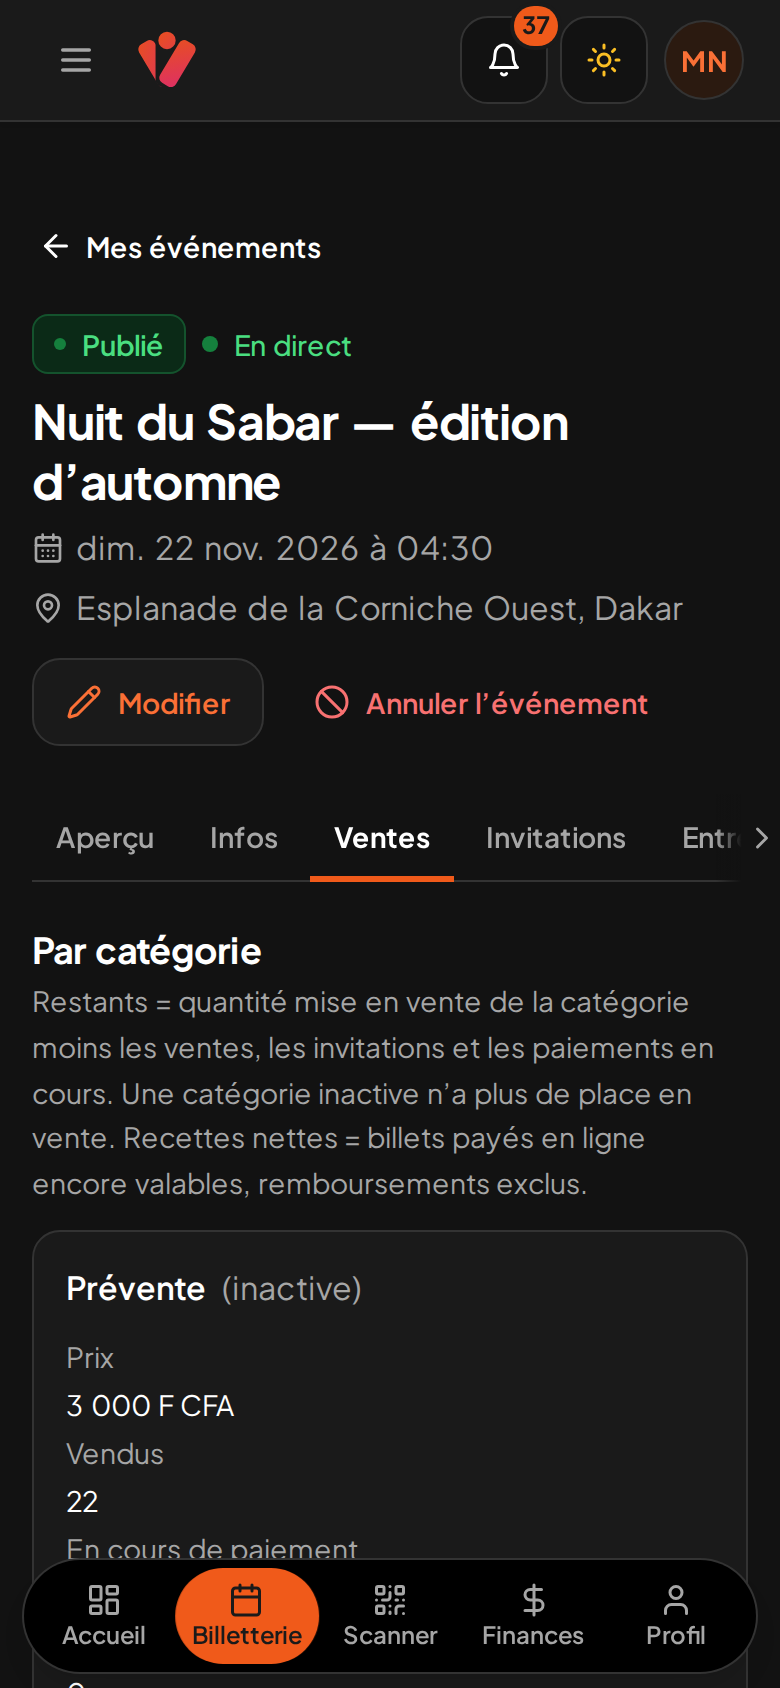 37
MN
Mes événements
Publié
En direct
Nuit du Sabar — édition
d’automne
dim. 22 nov. 2026 à 04:30
Esplanade de la Corniche Ouest, Dakar
Modifier
Annuler l’événement
Aperçu Infos Ventes Invitations Entr
Par catégorie
Restants = quantité mise en vente de la catégorie
moins les ventes, les invitations et les paiements en
cours. Une catégorie inactive n’a plus de place en
vente. Recettes nettes = billets payés en ligne
encore valables, remboursements exclus.
Prévente (inactive)
Prix
3 000 F CFA
Vendus
22
En cours de paiement
Accueil Billetterie Scanner Finances Profil